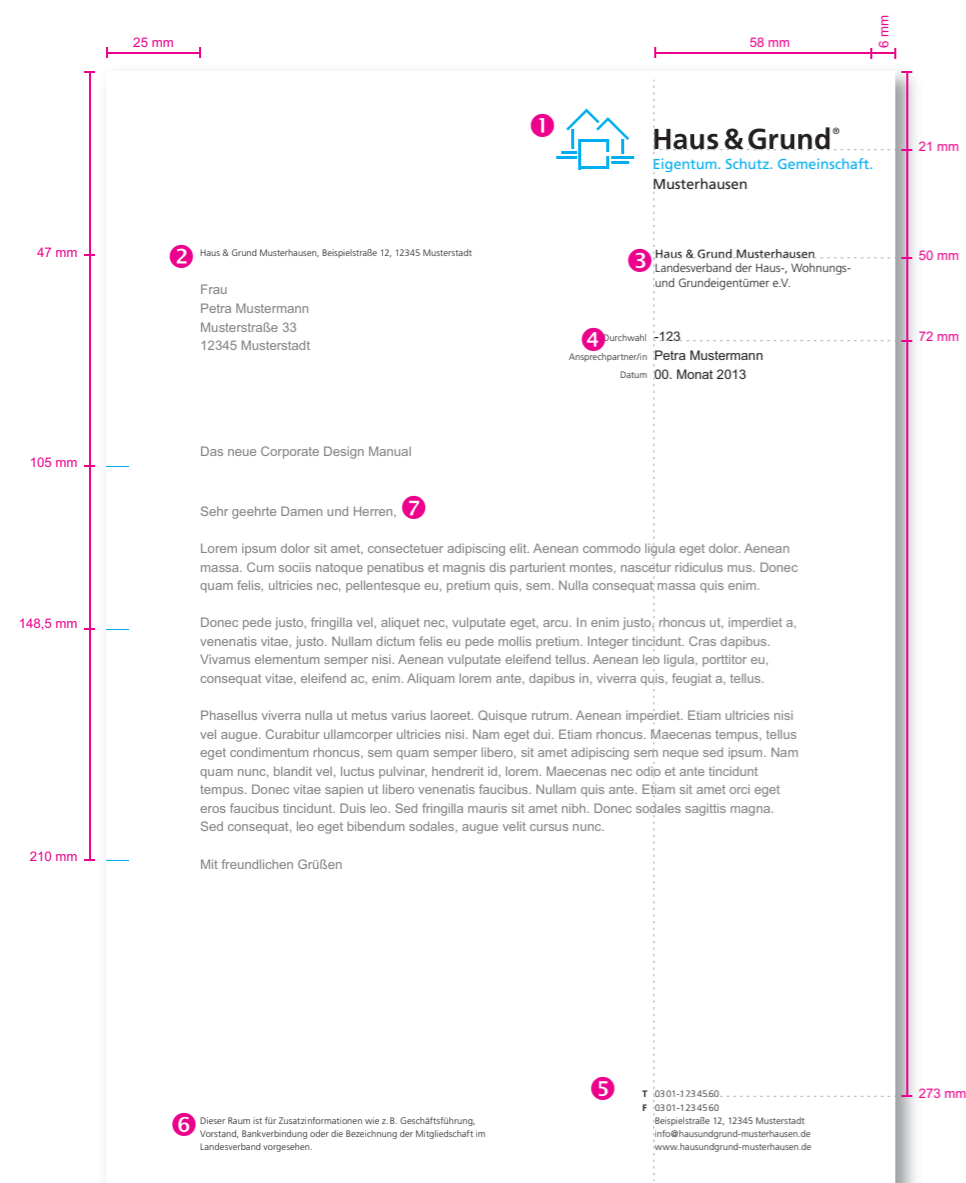 25 mm
58 mm
6 mm
1
Haus & Grund®
21 mm
Eigentum. Schutz. Gemeinschaft.
Musterhausen
47 mm
2
Haus & Grund Musterhausen, Beispielstraße 12, 12345 Musterstadt
3
Haus & Grund Musterhausen
50 mm
Landesverband der Haus-, Wohnungs-
und Grundeigentümer e.V.
Frau
Petra Mustermann
Musterstraße 33
12345 Musterstadt
4
Durchwahl -123
72 mm
Ansprechpartner/in Petra Mustermann
Datum 00. Monat 2013
105 mm
Das neue Corporate Design Manual
Sehr geehrte Damen und Herren,
7
Lorem ipsum dolor sit amet, consectetuer adipiscing elit. Aenean commodo ligula eget dolor. Aenean
massa. Cum sociis natoque penatibus et magnis dis parturient montes, nascetur ridiculus mus. Donec
quam felis, ultricies nec, pellentesque eu, pretium quis, sem. Nulla consequat massa quis enim.
148,5 mm
Donec pede justo, fringilla vel, aliquet nec, vulputate eget, arcu. In enim justo, rhoncus ut, imperdiet a,
venenatis vitae, justo. Nullam dictum felis eu pede mollis pretium. Integer tincidunt. Cras dapibus.
Vivamus elementum semper nisi. Aenean vulputate eleifend tellus. Aenean leo ligula, porttitor eu,
consequat vitae, eleifend ac, enim. Aliquam lorem ante, dapibus in, viverra quis, feugiat a, tellus.
Phasellus viverra nulla ut metus varius laoreet. Quisque rutrum. Aenean imperdiet. Etiam ultricies nisi
vel augue. Curabitur ullamcorper ultricies nisi. Nam eget dui. Etiam rhoncus. Maecenas tempus, tellus
eget condimentum rhoncus, sem quam semper libero, sit amet adipiscing sem neque sed ipsum. Nam
quam nunc, blandit vel, luctus pulvinar, hendrerit id, lorem. Maecenas nec odio et ante tincidunt
tempus. Donec vitae sapien ut libero venenatis faucibus. Nullam quis ante. Etiam sit amet orci eget
eros faucibus tincidunt. Duis leo. Sed fringilla mauris sit amet nibh. Donec sodales sagittis magna.
Sed consequat, leo eget bibendum sodales, augue velit cursus nunc.
210 mm
Mit freundlichen Grüßen
5
T 0301-1234560
273 mm
F 0301-1234560
Beispielstraße 12, 12345 Musterstadt
info@hausundgrund-musterhausen.de
www.hausundgrund-musterhausen.de
6
Dieser Raum ist für Zusatzinformationen wie z. B. Geschäftsführung,
Vorstand, Bankverbindung oder die Bezeichnung der Mitgliedschaft im
Landesverband vorgesehen.